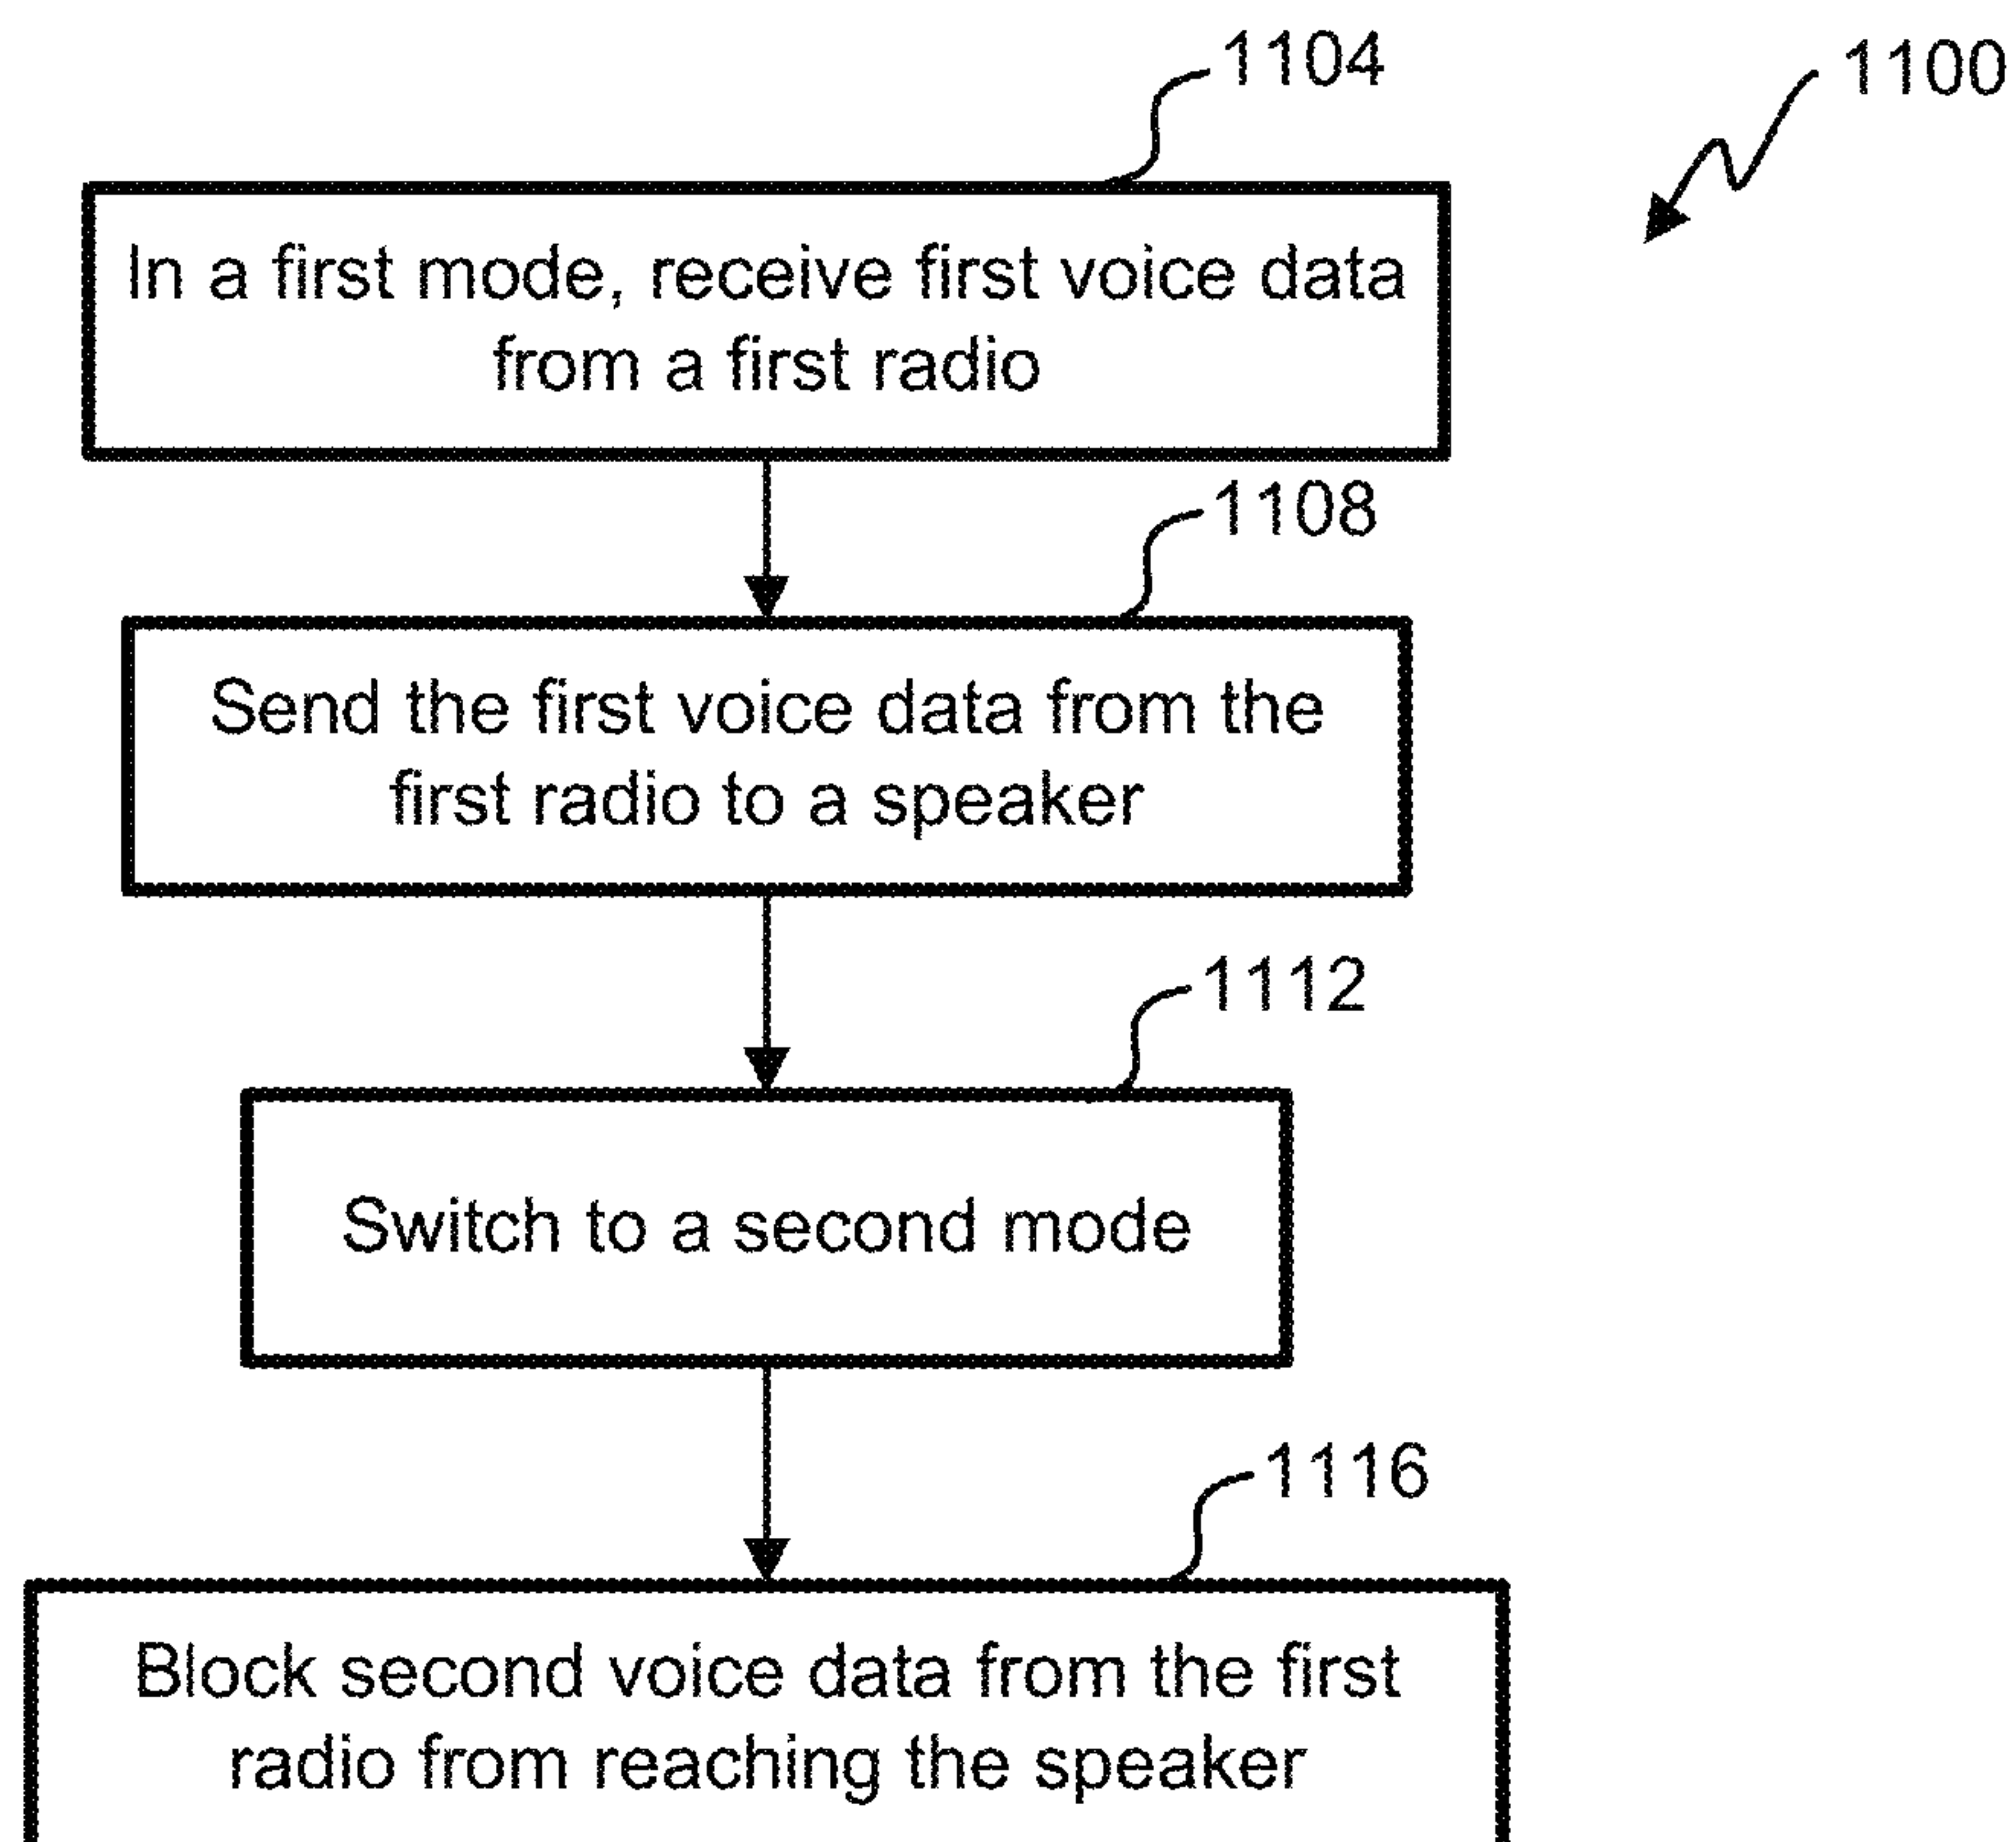 1104
1100
In a first mode, receive first voice data
from a first radio
1108
Send the first voice data from the
first radio to a speaker
1112
Switch to a second mode
1116
Block second voice data from the first
radio from reaching the speaker